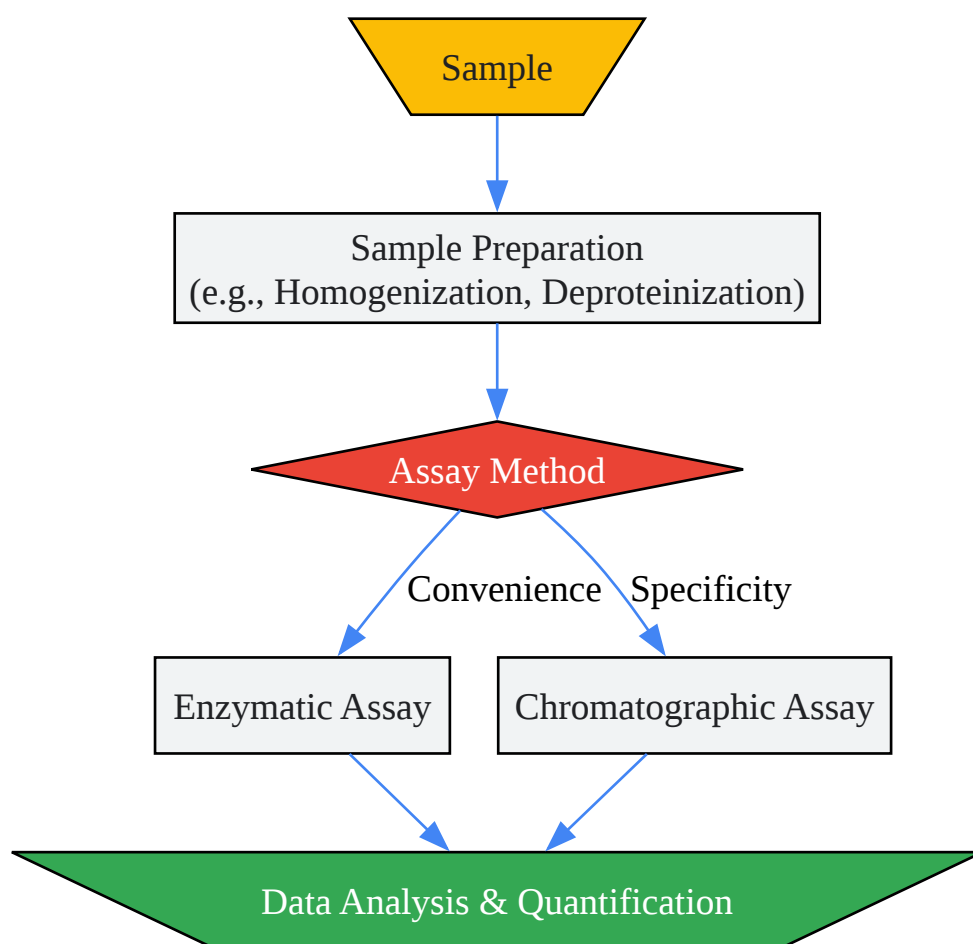 Sample
Sample Preparation
(e.g., Homogenization, Deproteinization)
Assay Method
Convenience
Specificity
Enzymatic Assay
Chromatographic Assay
Data Analysis & Quantification